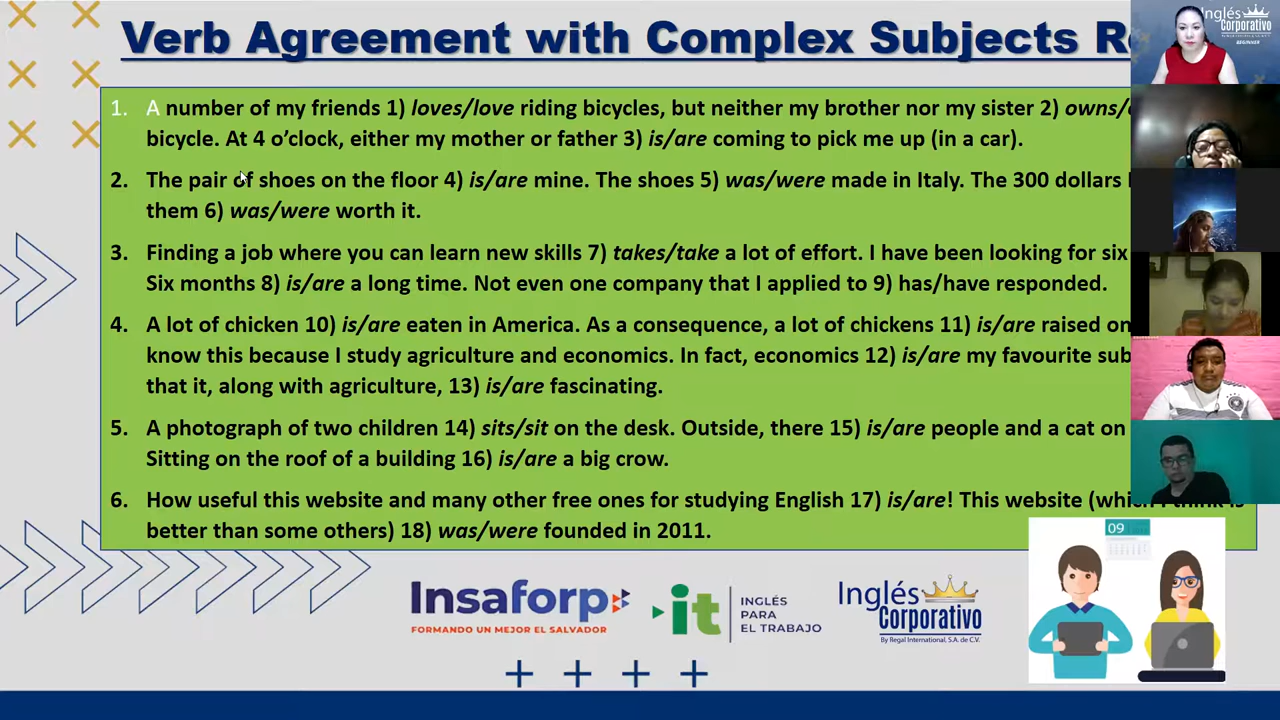 Verb Agreement with Complex Subjects
Inglés
Corporativo
BEGINNER
1. A number of my friends 1) loves/love riding bicycles, but neither my brother nor my sister 2) owns/
bicycle. At 4 o’clock, either my mother or father 3) is/are coming to pick me up (in a car).
2. The pair of shoes on the floor 4) is/are mine. The shoes 5) was/were made in Italy. The 300 dollars
them 6) was/were worth it.
3. Finding a job where you can learn new skills 7) takes/take a lot of effort. I have been looking for six
Six months 8) is/are a long time. Not even one company that I applied to 9) has/have responded.
4. A lot of chicken 10) is/are eaten in America. As a consequence, a lot of chickens 11) is/are raised on
know this because I study agriculture and economics. In fact, economics 12) is/are my favourite sub
that it, along with agriculture, 13) is/are fascinating.
5. A photograph of two children 14) sits/sit on the desk. Outside, there 15) is/are people and a cat on
Sitting on the roof of a building 16) is/are a big crow.
6. How useful this website and many other free ones for studying English 17) is/are! This website (which I think is
better than some others) 18) was/were founded in 2011.
09
Insaforp
FORMANDO UN MEJOR EL SALVADOR
it
INGLÉS
PARA
EL TRABAJO
Inglés
Corporativo
By Regal International, S.A. de C.V.